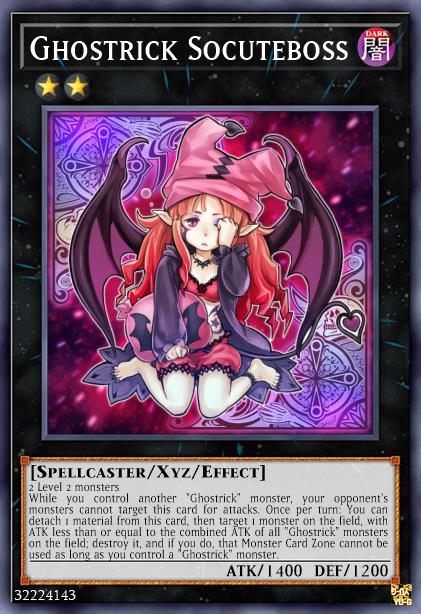 Ghostrick Socuteboss
DARK
闇
[Spellcaster/Xyz/Effect]
2 Level 2 monsters
While you control another "Ghostrick" monster, your opponent's
monsters cannot target this card for attacks. Once per turn: You can
detach 1 material from this card, then target 1 monster on the field, with
ATK less than or equal to the combined ATK of all "Ghostrick" monsters
on the field; destroy it, and if you do, that Monster Card Zone cannot be
used as long as you control a "Ghostrick" monster.
ATK/1400 DEF/1200
32224143